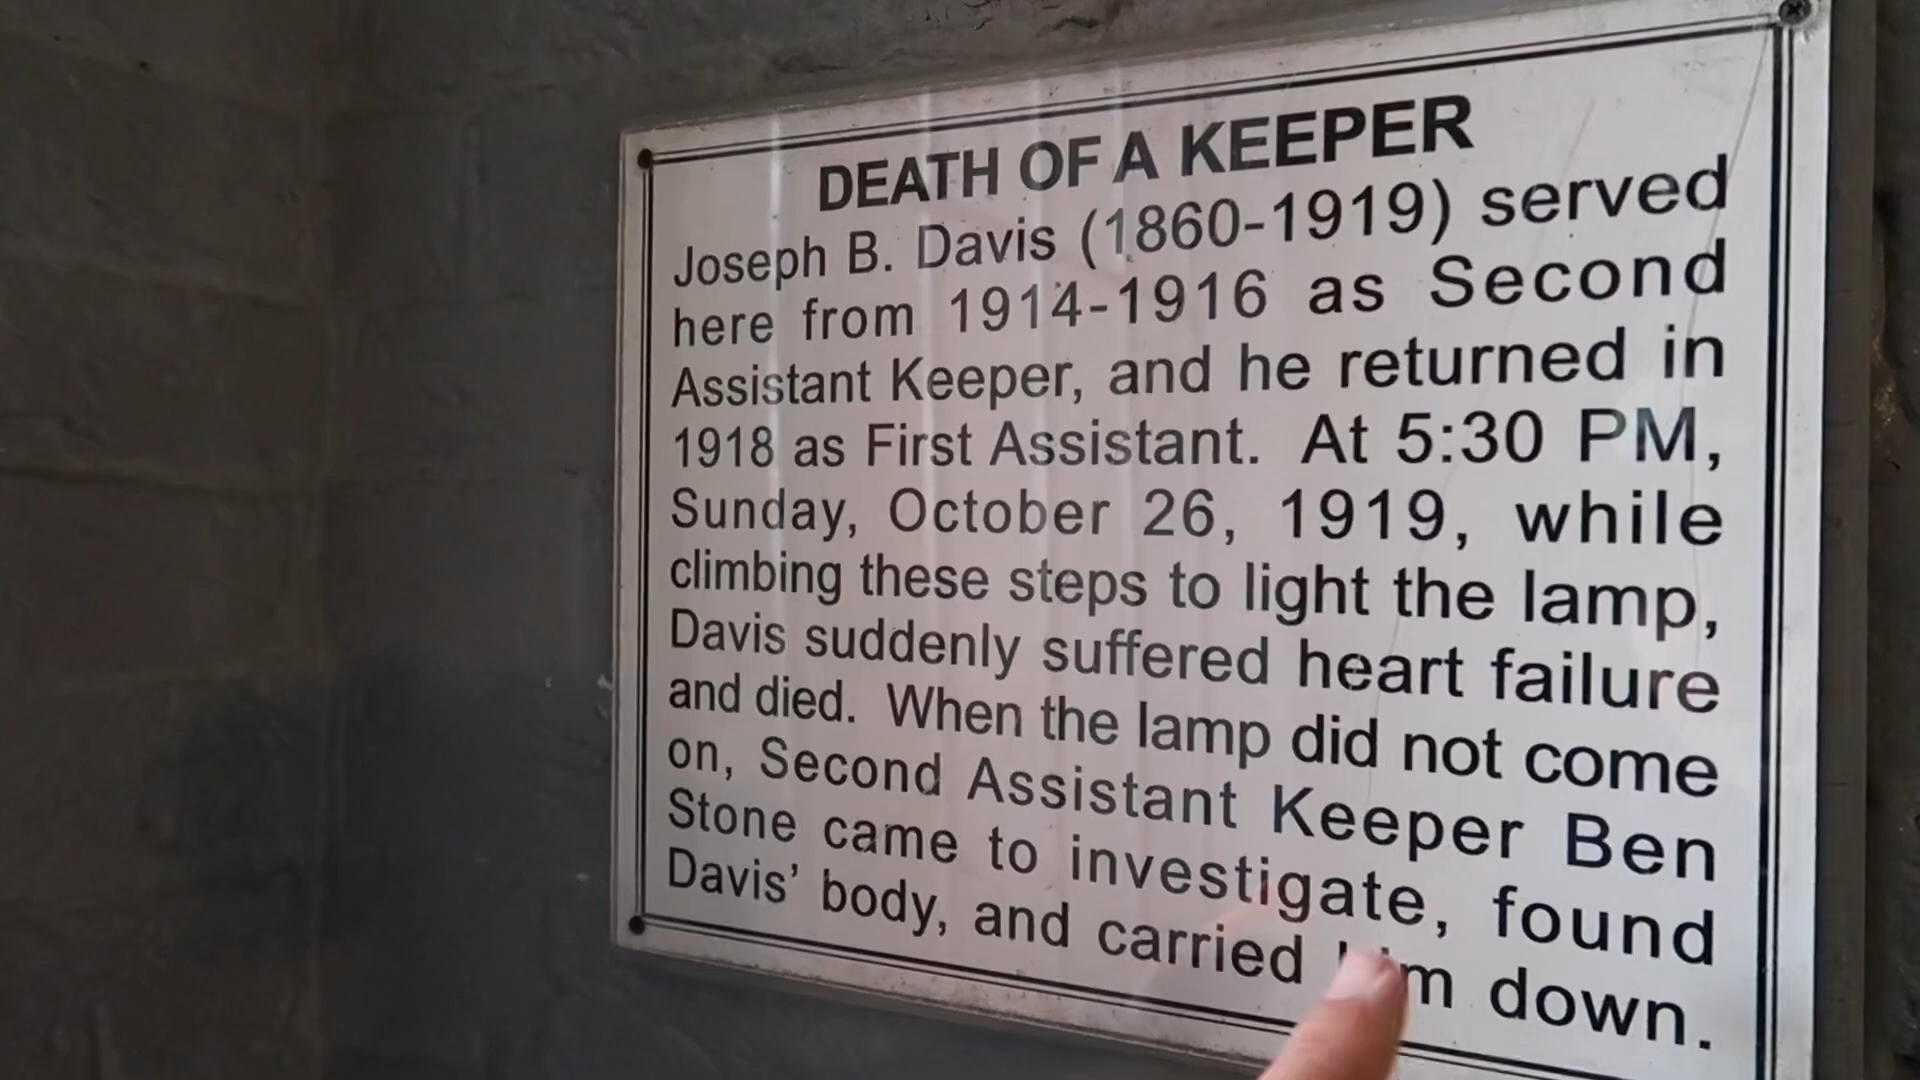 DEATH OF A KEEPER
Joseph B. Davis (1860-1919) served
here from 1914-1916 as Second
Assistant Keeper, and he returned in
1918 as First Assistant. At 5:30 PM,
Sunday, October 26, 1919, while
climbing these steps to light the lamp,
Davis suddenly suffered heart failure
and died. When the lamp did not come
on, Second Assistant Keeper Ben
Stone came to investigate, found
Davis’ body, and carried him down.